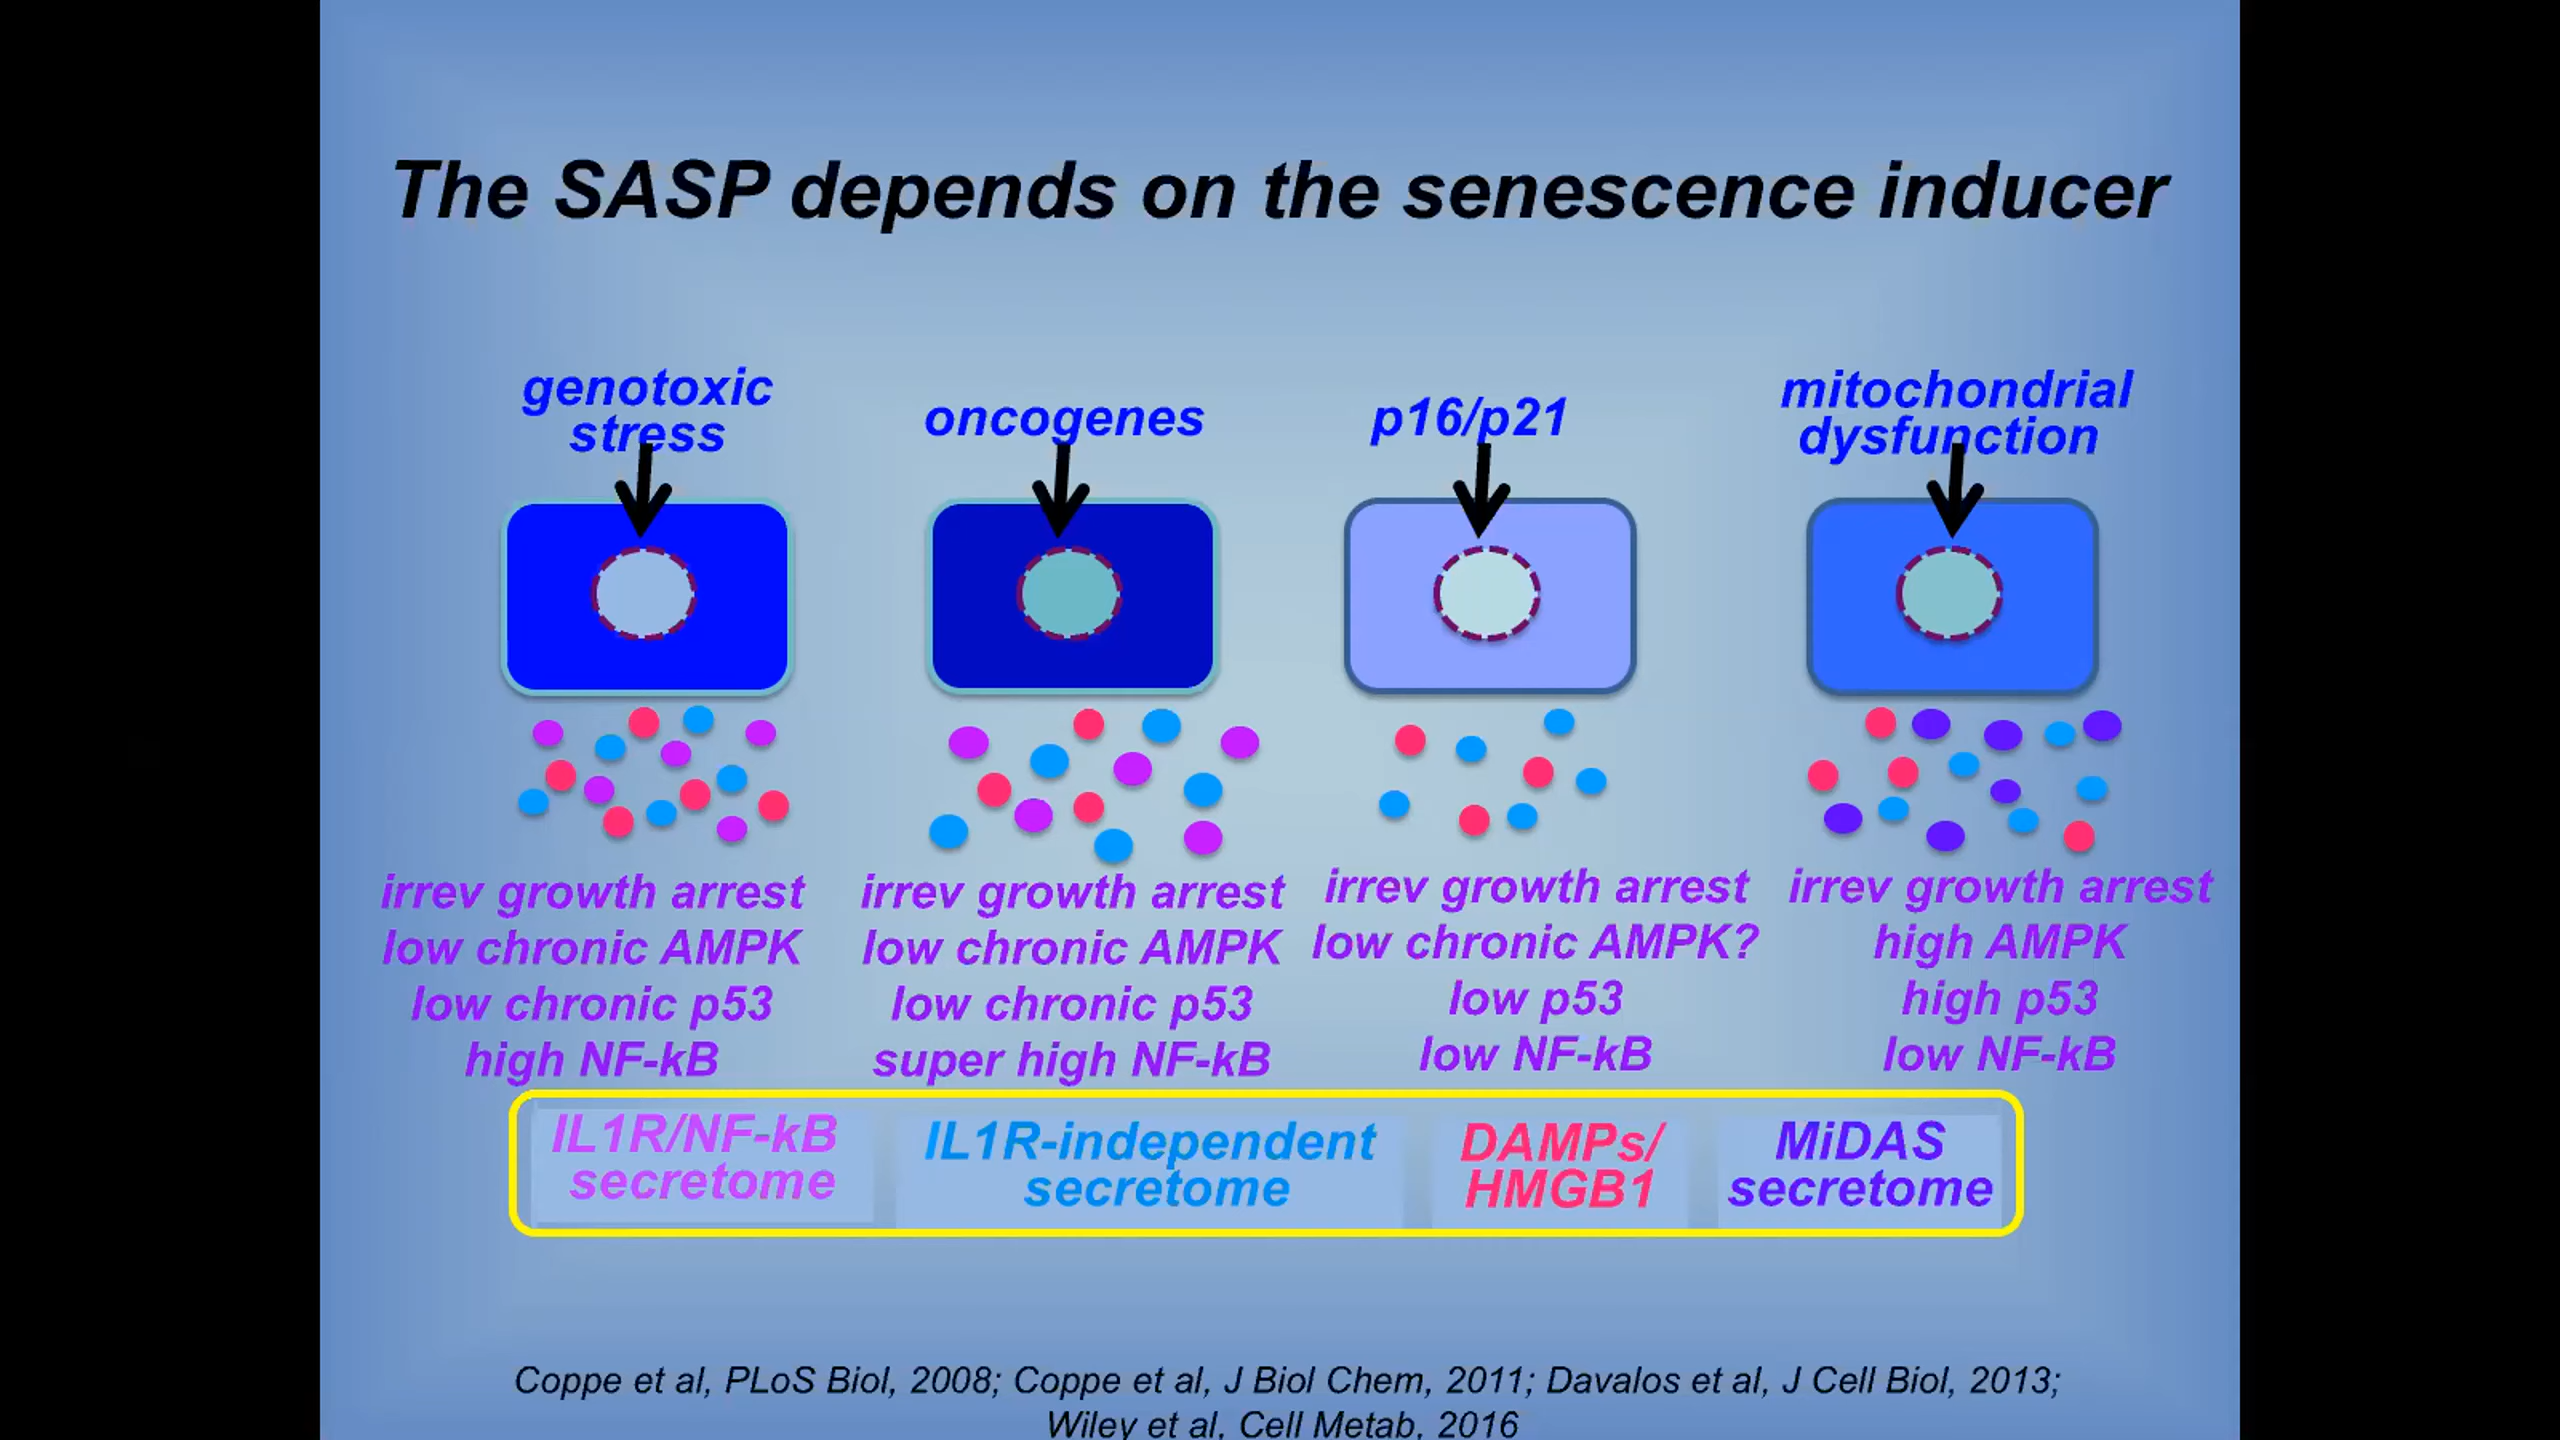 The SASP depends on the senescence inducer
genotoxic
stress
oncogenes
p16/p21
mitochondrial
dysfunction
irrev growth arrest
low chronic AMPK
low chronic p53
high NF-kB
irrev growth arrest
low chronic AMPK
low chronic p53
super high NF-kB
irrev growth arrest
low chronic AMPK?
low p53
low NF-kB
irrev growth arrest
high AMPK
high p53
low NF-kB
IL1R/NF-kB
secretome
IL1R-independent
secretome
DAMPs/
HMGB1
MiDAS
secretome
Coppe et al, PLoS Biol, 2008; Coppe et al, J Biol Chem, 2011; Davalos et al, J Cell Biol, 2013;
Wiley et al, Cell Metab, 2016